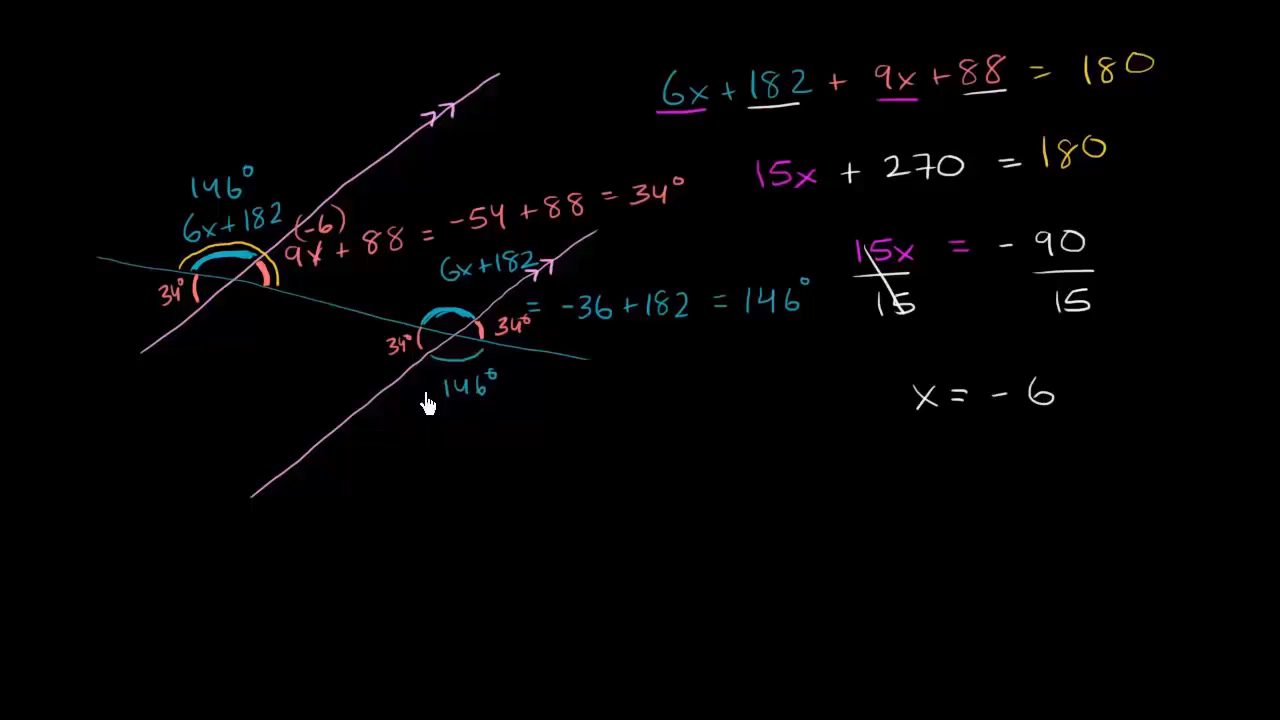 6x + 182 + 9x + 88 = 180
15x + 270 = 180
15x = - 90
15 15
x = - 6
146°
6x + 182
(-6)
9x + 88 = -54 + 88 = 34°
34°
6x + 182
= -36 + 182 = 146°
34°
34°
146°